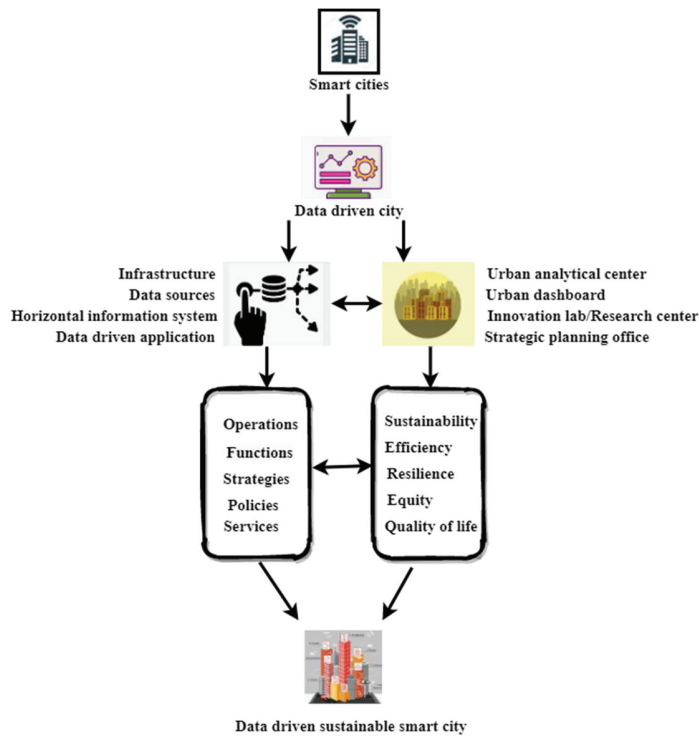 Smart cities
Data driven city
Infrastructure
Data sources
Horizontal information system
Data driven application
Urban analytical center
Urban dashboard
Innovation lab/Research center
Strategic planning office
Operations
Functions
Strategies
Policies
Services
Sustainability
Efficiency
Resilience
Equity
Quality of life
Data driven sustainable smart city